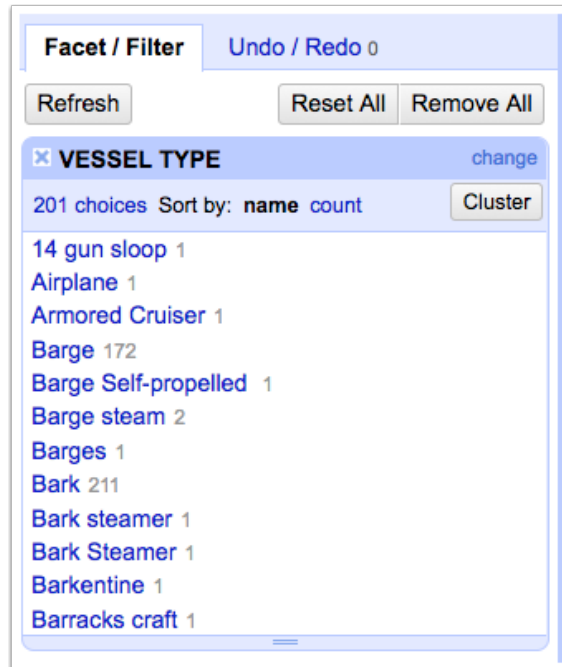 Facet / Filter Undo / Redo 0
Refresh Reset All Remove All
VESSEL TYPE change
201 choices Sort by: name count Cluster
14 gun sloop 1
Airplane 1
Armored Cruiser 1
Barge 172
Barge Self-propelled 1
Barge steam 2
Barges 1
Bark 211
Bark steamer 1
Bark Steamer 1
Barkentine 1
Barracks craft 1